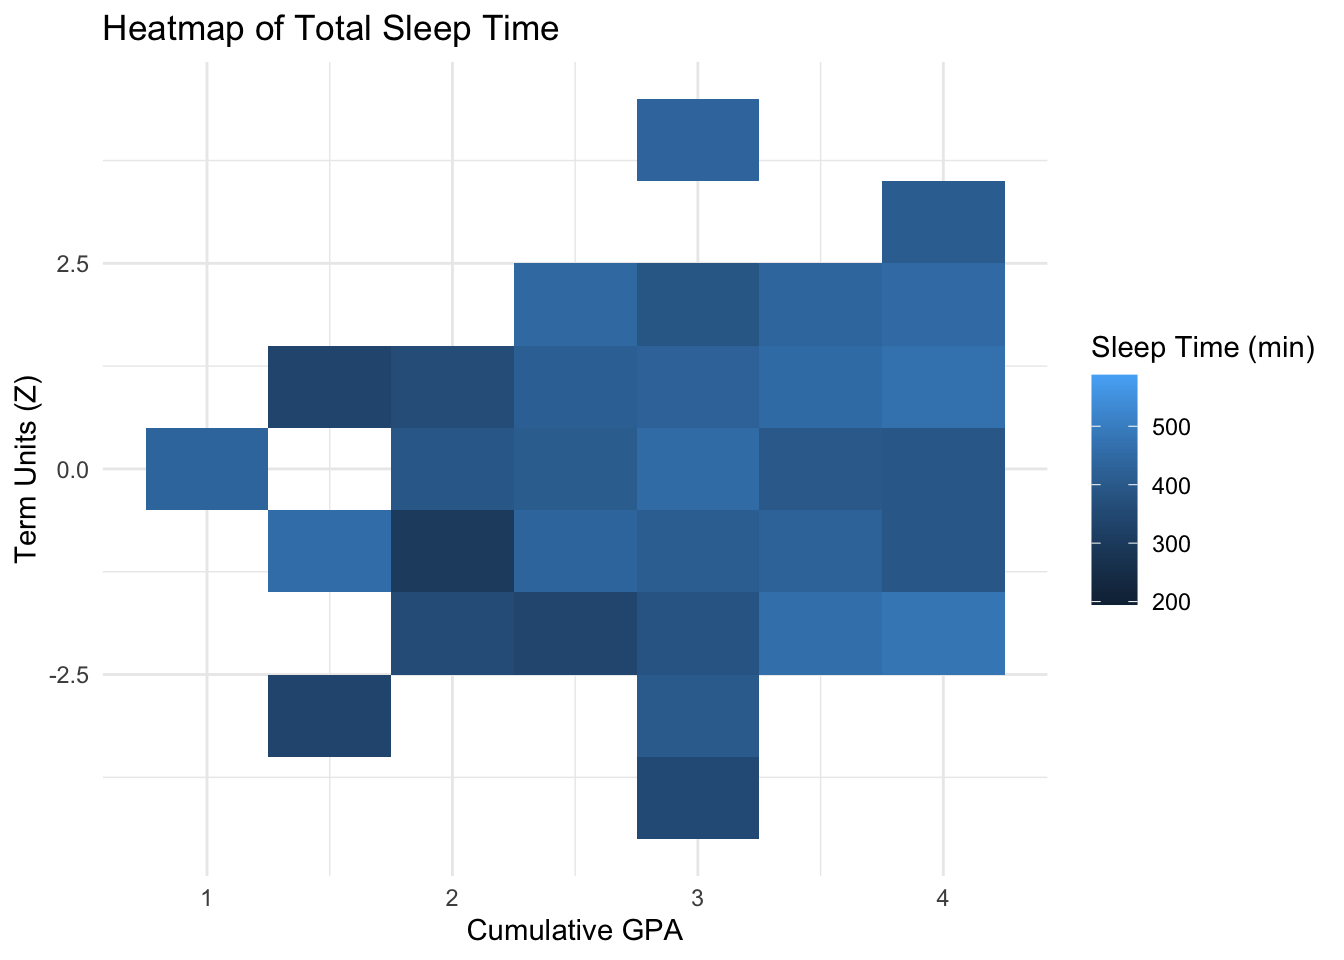 Heatmap of Total Sleep Time
Term Units (Z)
2.5
0.0
-2.5
1 2 3 4
Cumulative GPA
Sleep Time (min)
500
400
300
200